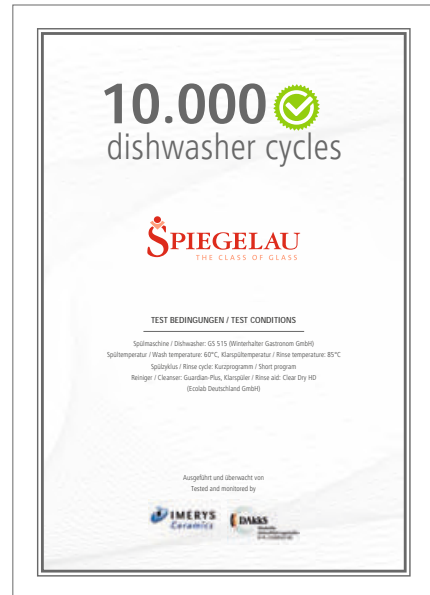 10.000
dishwasher cycles
SPIEGELAU
THE CLASS OF GLASS
TEST BEDINGUNGEN / TEST CONDITIONS
Spülmaschine / Dishwasher: GS 515 (Winterhalter Gastronom GmbH)
Spültemperatur / Wash temperature: 60°C, Klarspültemperatur / Rinse temperature: 85°C
Spülzyklus / Rinse cycle: Kurzprogramm / Short program
Reiniger / Cleanser: Guardian-Plus, Klarspüler / Rinse aid: Clear Dry HD
(Ecolab Deutschland GmbH)
Ausgeführt und überwacht von
Tested and monitored by
IMERYS
Ceramics
DAkkS